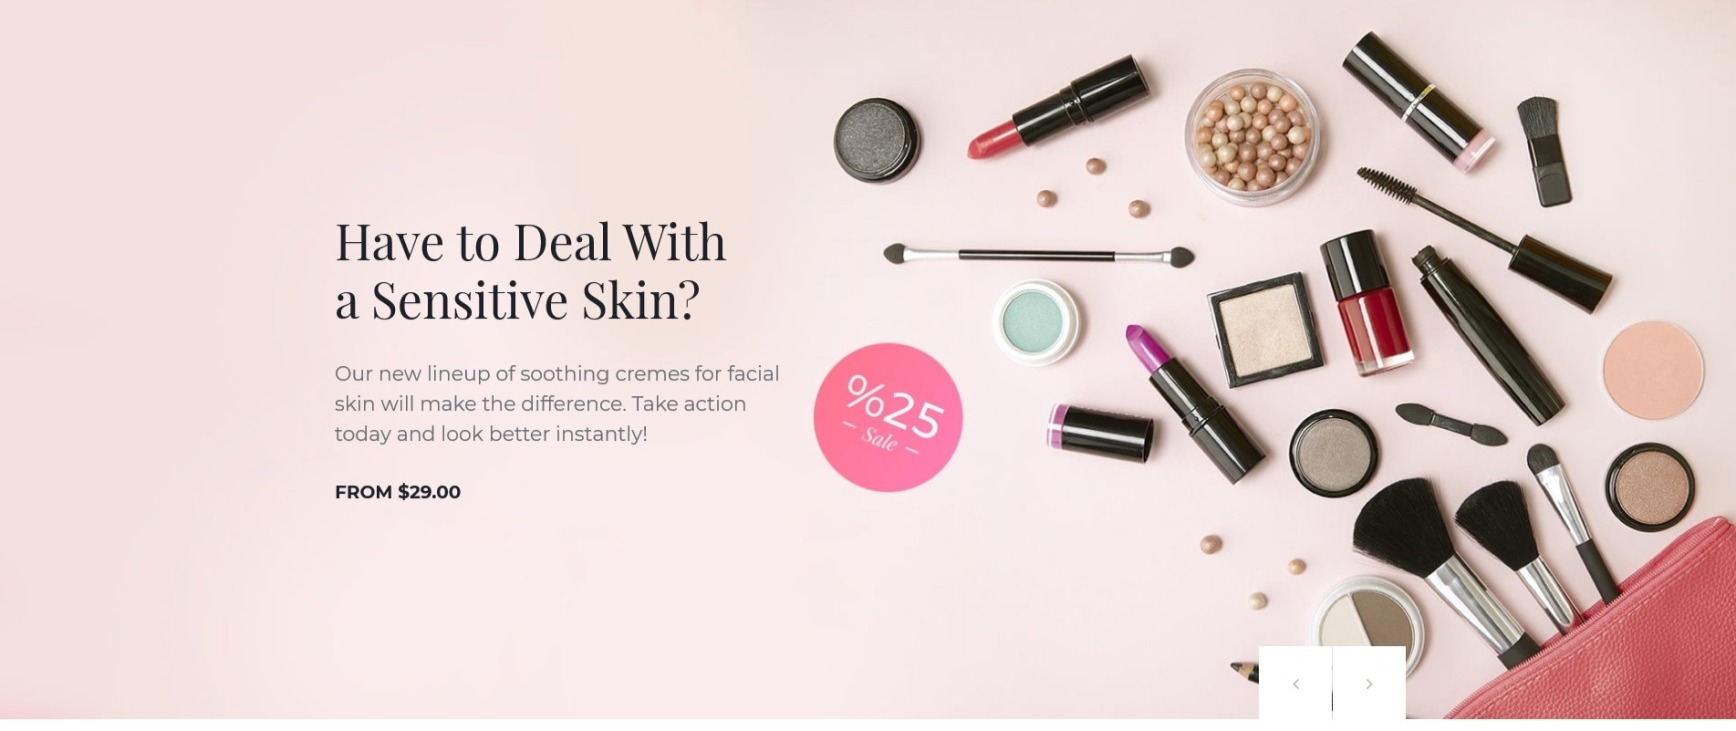 Have to Deal With
a Sensitive Skin?
Our new lineup of soothing cremes for facial
skin will make the difference. Take action
today and look better instantly!
FROM $29.00
%25
Sale